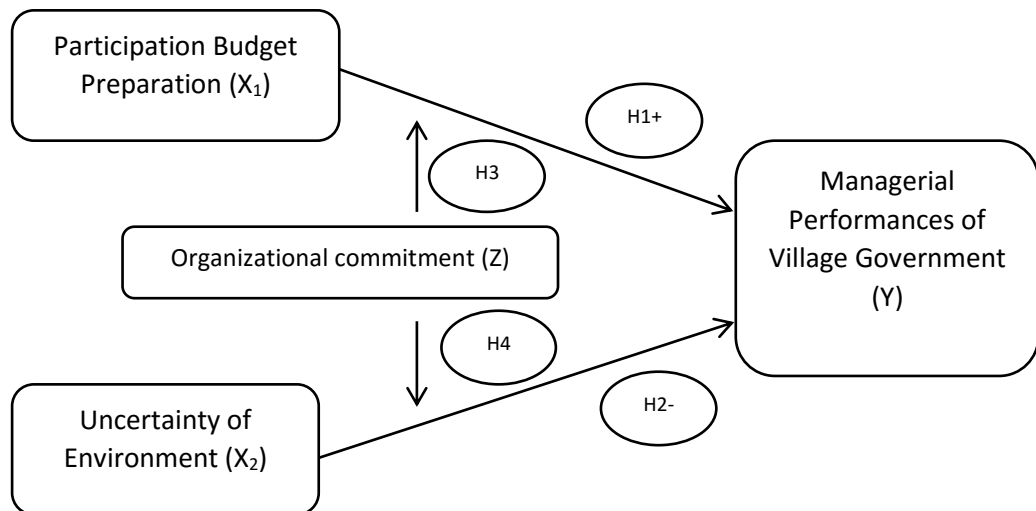 Participation Budget
Preparation (X₁)
H1+
H3
Managerial
Performances of
Village Government
(Y)
Organizational commitment (Z)
H4
H2-
Uncertainty of
Environment (X₂)